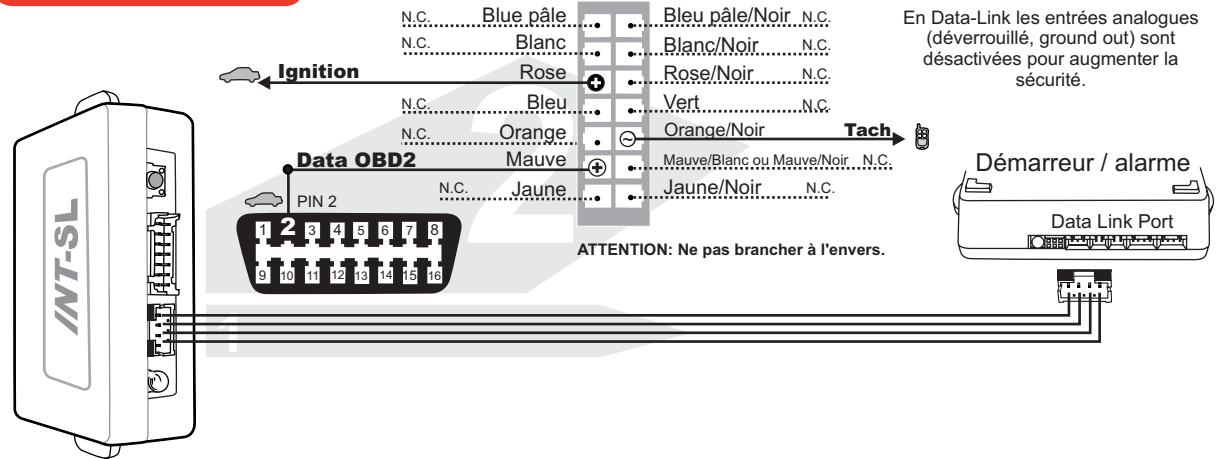 N.C. Blue pâle Bleu pâle/Noir N.C.
N.C. Blanc Blanc/Noir N.C.
Ignition Rose Rose/Noir N.C.
N.C. Bleu Vert N.C.
N.C. Orange Orange/Noir Tach
Data OBD2 Mauve Mauve/Blanc ou Mauve/Noir N.C.
N.C. Jaune Jaune/Noir N.C.
En Data-Link les entrées analogues
(déverrouillé, ground out) sont
désactivées pour augmenter la
sécurité.
PIN 2
1 2 3 4 5 6 7 8
9 10 11 12 13 14 15 16
ATTENTION: Ne pas brancher à l'envers.
Démarreur / alarme
Data Link Port
INT-SL
2
1